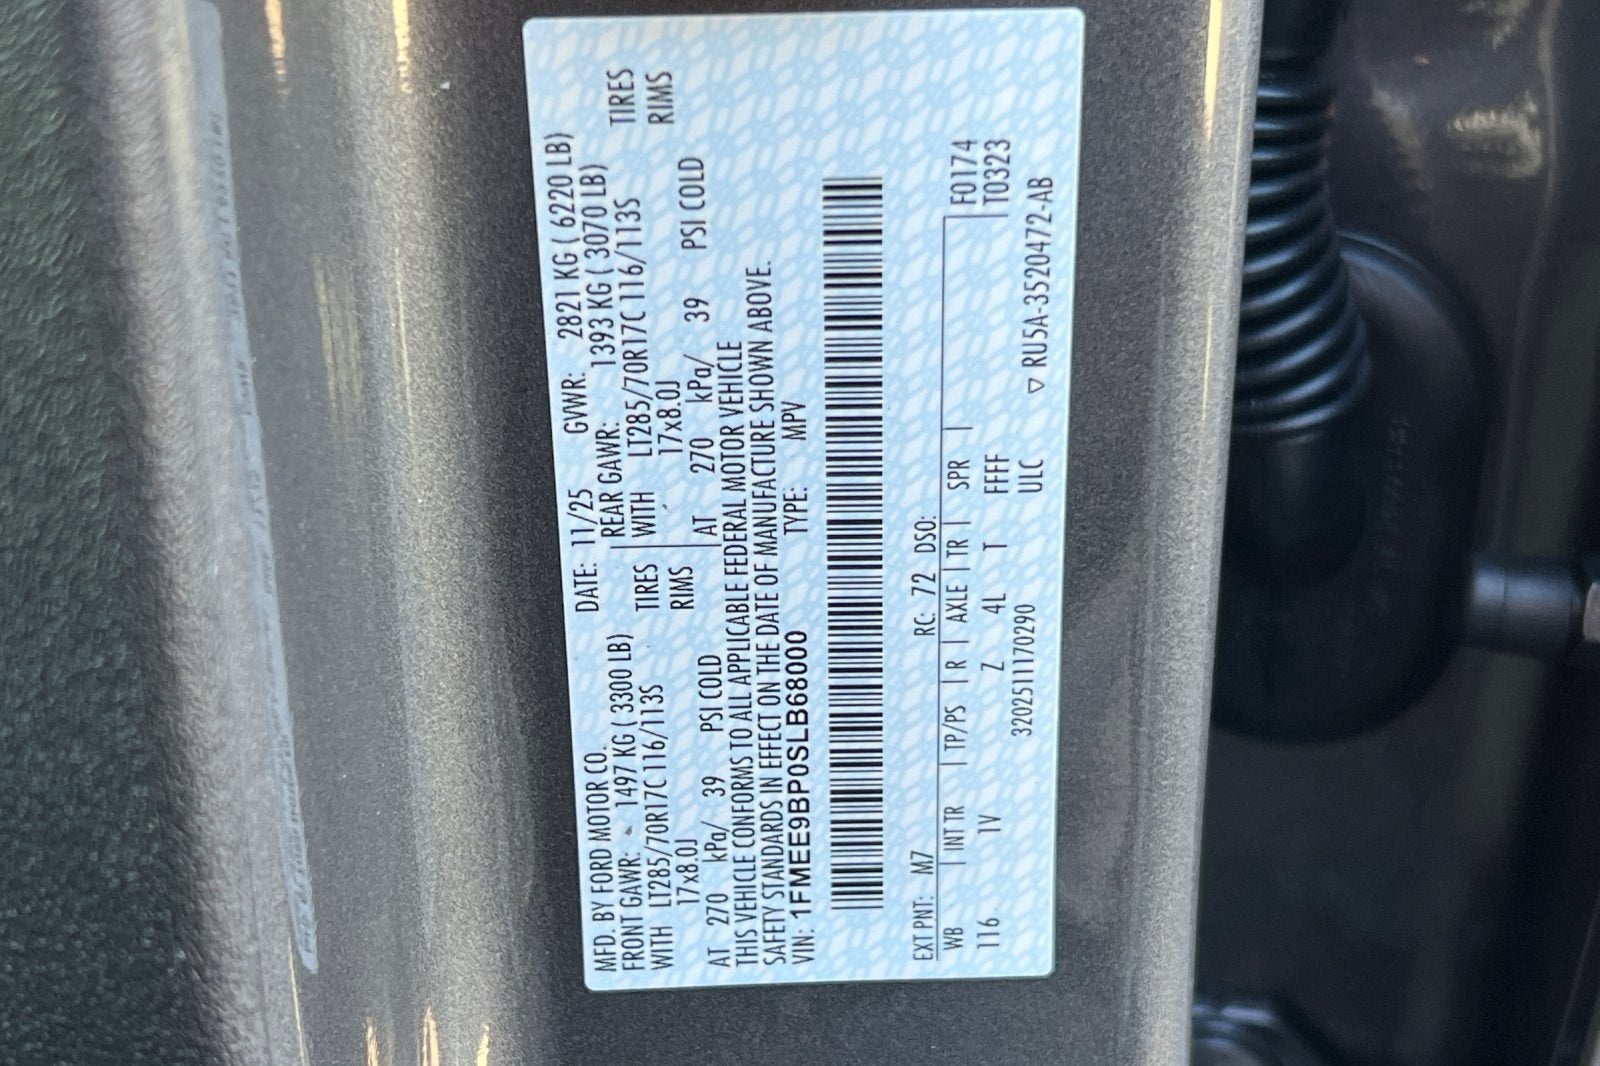 MFD. BY FORD MOTOR CO. DATE: 11/25 GVWR: 2821 KG ( 6220 LB)
FRONT GAWR: 1497 KG ( 3300 LB) REAR GAWR: 1393 KG ( 3070 LB)
WITH LT285/70R17C 116/113S TIRES WITH LT285/70R17C 116/113S TIRES
17x8.0J RIMS 17x8.0J RIMS
AT 270 kPa/ 39 PSI COLD AT 270 kPa/ 39 PSI COLD
THIS VEHICLE CONFORMS TO ALL APPLICABLE FEDERAL MOTOR VEHICLE
SAFETY STANDARDS IN EFFECT ON THE DATE OF MANUFACTURE SHOWN ABOVE.
VIN: 1FMEE9BP0SLB68000 TYPE: MPV
EXT PNT: M7 RC: 72 DSO:
WB | INT TR | TP/PS | R | AXLE | TR | SPR | F0174
116 1V Z 4L T FFFF T0323
320251117029​0 ULC ▽ RU5A-3520472-AB